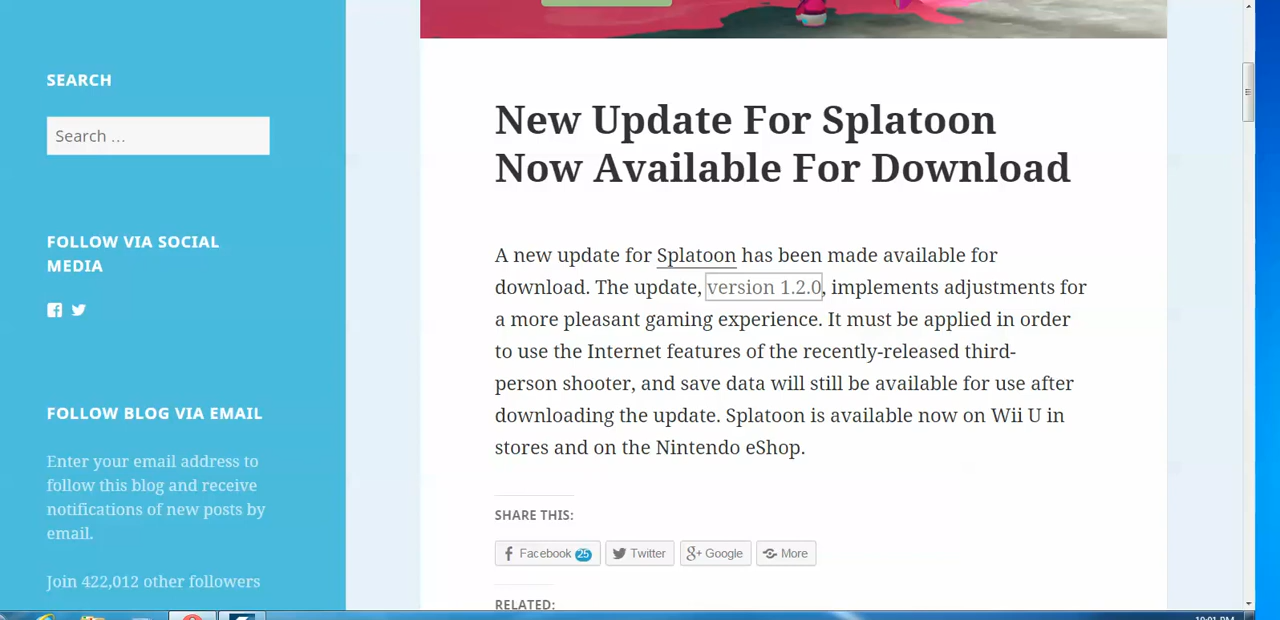 SEARCH
Search ...
FOLLOW VIA SOCIAL
MEDIA
FOLLOW BLOG VIA EMAIL
Enter your email address to
follow this blog and receive
notifications of new posts by
email.
Join 422,012 other followers
New Update For Splatoon
Now Available For Download
A new update for Splatoon has been made available for
download. The update, version 1.2.0, implements adjustments for
a more pleasant gaming experience. It must be applied in order
to use the Internet features of the recently-released third-
person shooter, and save data will still be available for use after
downloading the update. Splatoon is available now on Wii U in
stores and on the Nintendo eShop.
SHARE THIS:
Facebook 25 Twitter Google More
RELATED:
10:01 PM